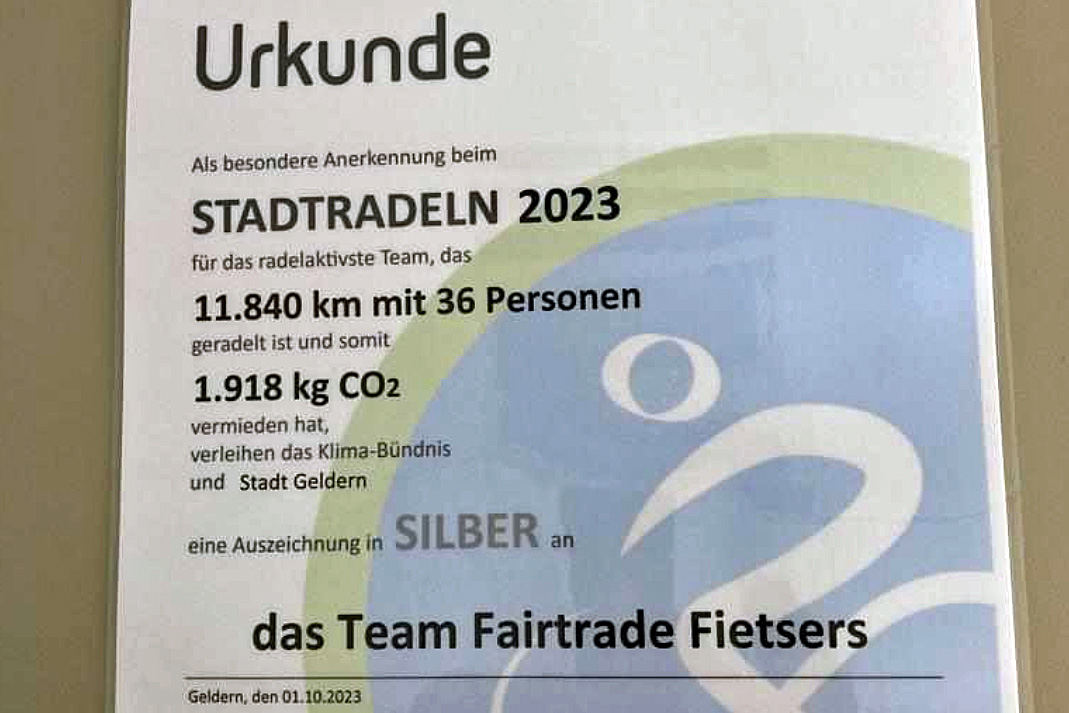 Urkunde
Als besondere Anerkennung beim
STADTRADELN 2023
für das radelaktivste Team, das
11.840 km mit 36 Personen
geradelt ist und somit
1.918 kg CO2
vermieden hat,
verleihen das Klima-Bündnis
und Stadt Geldern
eine Auszeichnung in SILBER an
das Team Fairtrade Fietsers
Geldern, den 01.10.2023